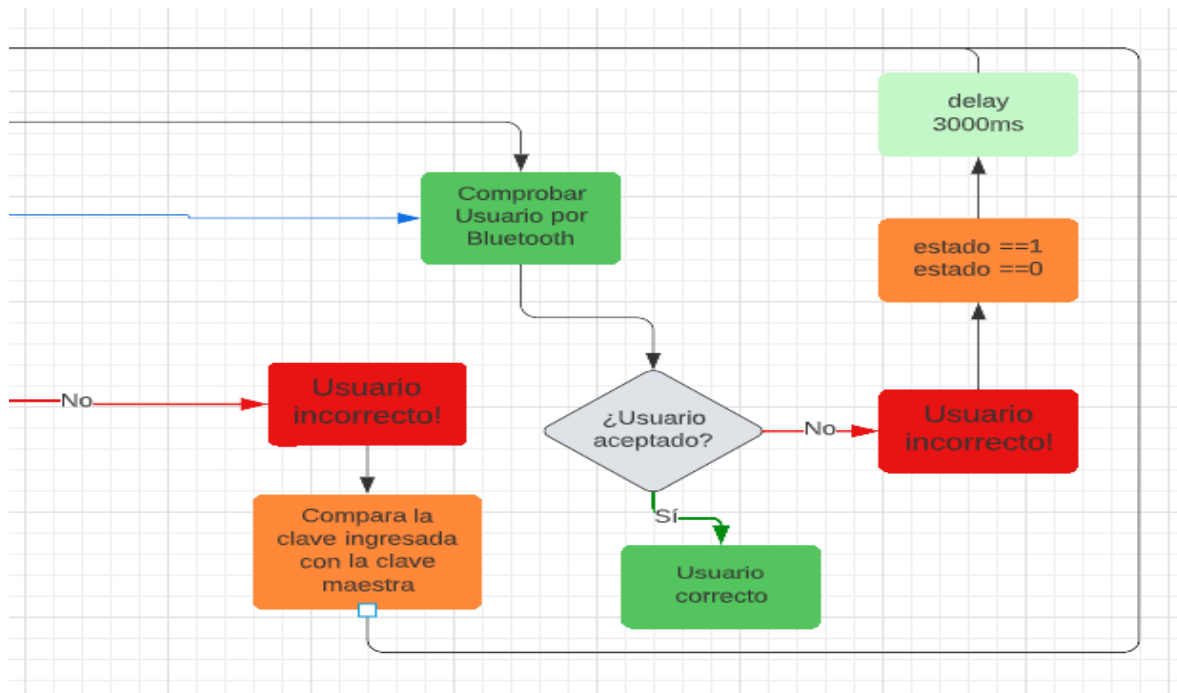 delay
3000ms
Comprobar
Usuario por
Bluetooth
estado ==1
estado ==0
No
Usuario
incorrecto!
¿Usuario
aceptado?
No
Usuario
incorrecto!
Compara la
clave ingresada
con la clave
maestra
Sí
Usuario
correcto